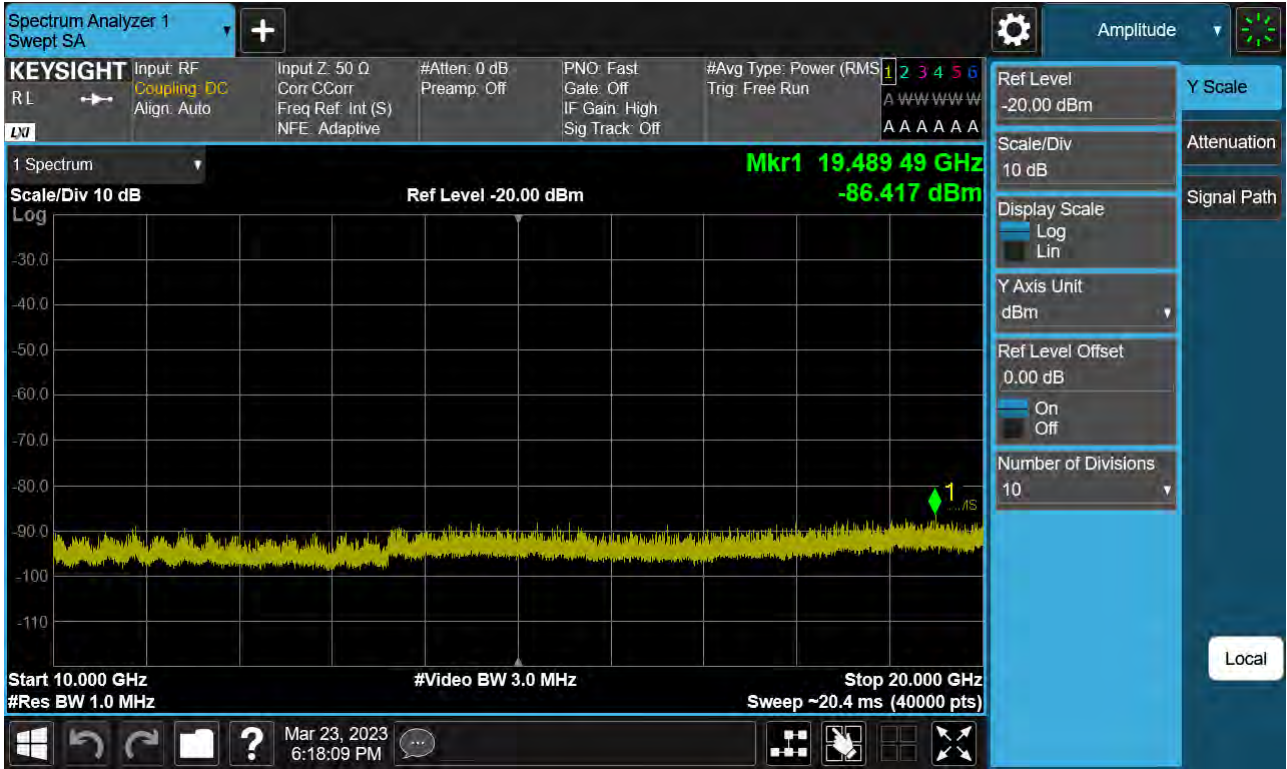 Spectrum Analyzer 1
Swept SA
Amplitude
KEYSIGHT
R L
LXI
Input: RF
Coupling: DC
Align: Auto
Input Z: 50 Ω
Corr CCorr
Freq Ref: Int (S)
NFE: Adaptive
#Atten: 0 dB
Preamp: Off
PNO: Fast
Gate: Off
IF Gain: High
Sig Track: Off
#Avg Type: Power (RMS
Trig: Free Run
1 2 3 4 5 6
A W W W W W
A A A A A A
1 Spectrum
Scale/Div 10 dB
Ref Level -20.00 dBm
Mkr1 19.489 49 GHz
-86.417 dBm
Log
-30.0
-40.0
-50.0
-60.0
-70.0
-80.0
-90.0
-100
-110
1
Start 10.000 GHz
#Video BW 3.0 MHz
Stop 20.000 GHz
#Res BW 1.0 MHz
Sweep ~20.4 ms (40000 pts)
Ref Level
-20.00 dBm
Scale/Div
10 dB
Display Scale
Log
Lin
Y Axis Unit
dBm
Ref Level Offset
0.00 dB
On
Off
Number of Divisions
10
Y Scale
Attenuation
Signal Path
Local
?
Mar 23, 2023
6:18:09 PM